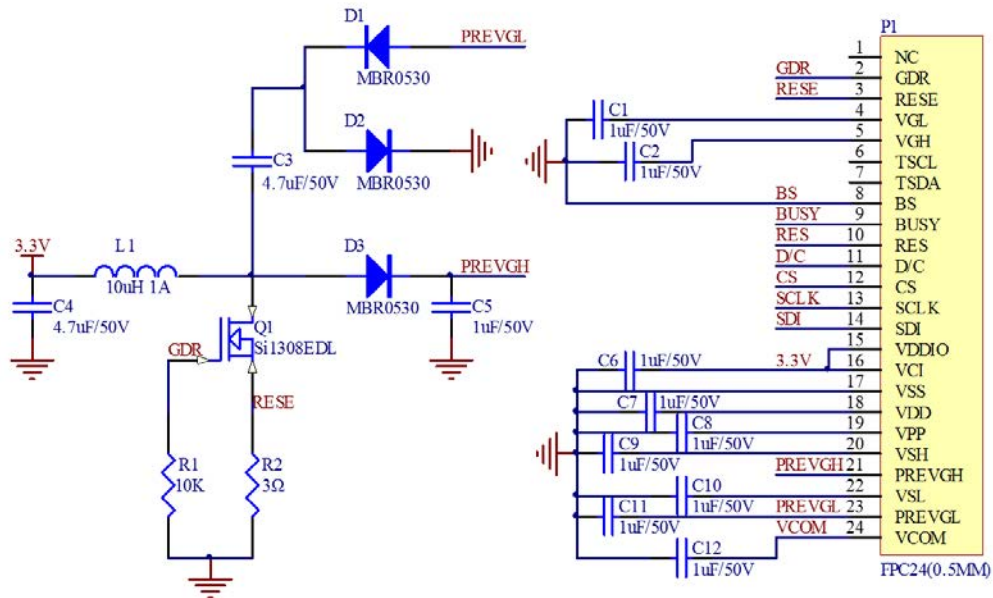 D1
PREVGL
MBR0530
D2
MBR0530
C3
4.7uF/50V
3.3V
L1
10uH 1A
D3
MBR0530
PREVGH
C4
4.7uF/50V
C5
1uF/50V
Q1
Si1308EDL
GDR
RESE
R1
10K
R2
3Ω
P1
1 NC
GDR 2 GDR
RESE 3 RESE
4 VGL
C1
1uF/50V
5 VGH
C2
1uF/50V
6 TSCL
7 TSDA
BS 8 BS
BUSY 9 BUSY
RES 10 RES
D/C 11 D/C
CS 12 CS
SCLK 13 SCLK
SDI 14 SDI
15 VDDIO
C6 1uF/50V 3.3V 16 VCI
17 VSS
C7 1uF/50V 18 VDD
C8
1uF/50V
19 VPP
C9
1uF/50V
20 VSH
PREVGH 21 PREVGH
C10
1uF/50V
22 VSL
C11
1uF/50V
PREVGL 23 PREVGL
VCOM 24 VCOM
C12
1uF/50V
FPC24(0.5MM)